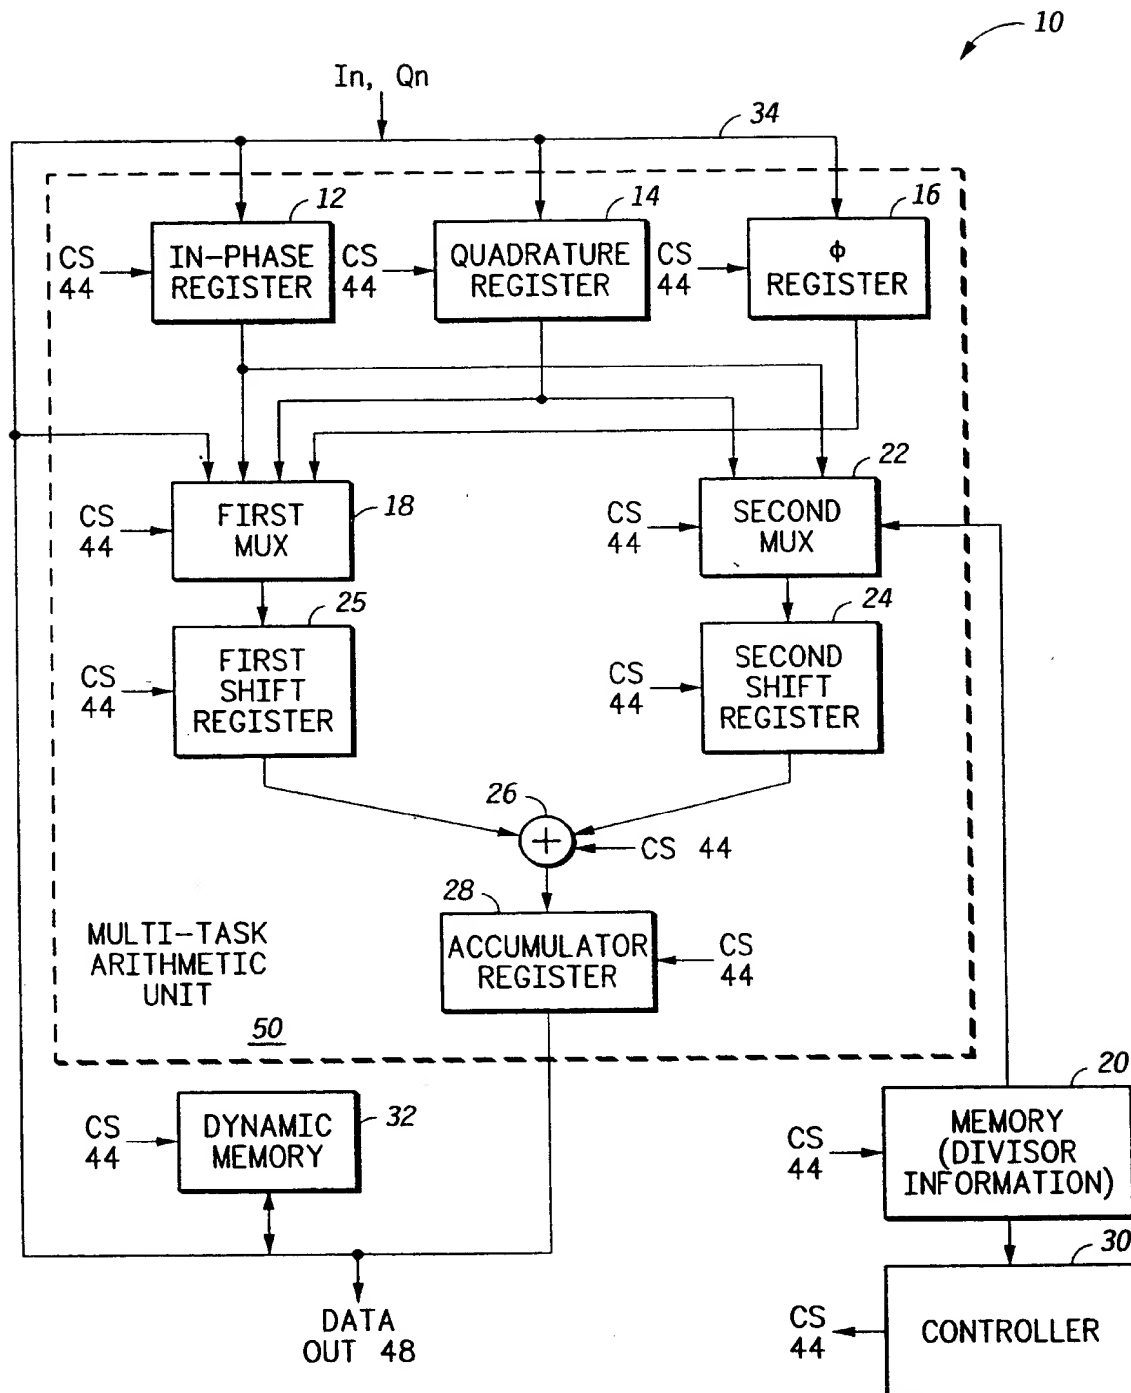 10
In, Qn
34
12
14
16
CS
44
IN-PHASE
REGISTER
CS
44
QUADRATURE
REGISTER
CS
44
Φ
REGISTER
CS
44
FIRST
MUX
18
CS
44
SECOND
MUX
22
25
24
CS
44
FIRST
SHIFT
REGISTER
CS
44
SECOND
SHIFT
REGISTER
26
+
CS 44
28
ACCUMULATOR
REGISTER
CS
44
MULTI-TASK
ARITHMETIC
UNIT
50
CS
44
DYNAMIC
MEMORY
32
20
CS
44
MEMORY
(DIVISOR
INFORMATION)
30
CS
44
CONTROLLER
DATA
OUT 48